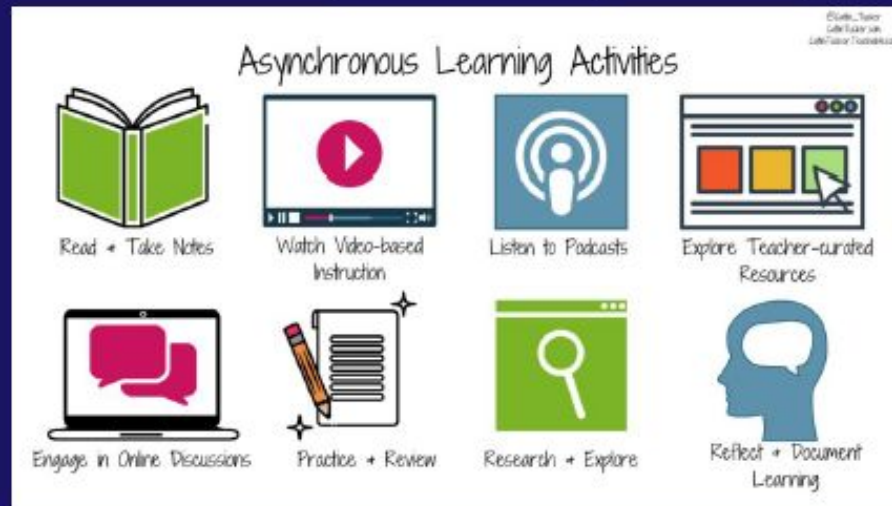 Asynchronous Learning Activities
Read + Take Notes
Watch Video-based
Instruction
Listen to Podcasts
Explore Teacher-curated
Resources
Engage in Online Discussions
Practice + Review
Research + Explore
Reflect + Document
Learning